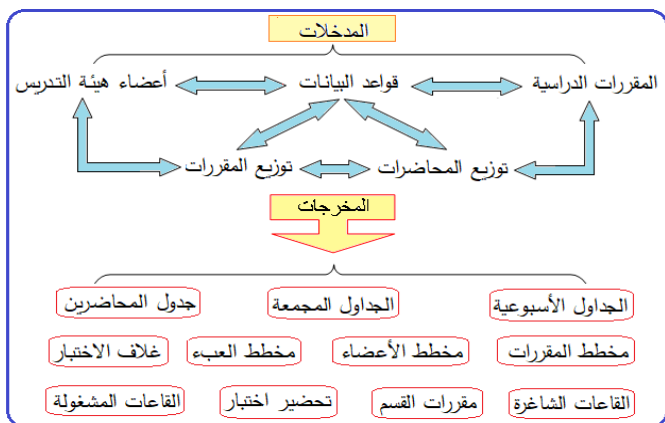 المدخلات
المقررات الدراسية قواعد البيانات أعضاء هيئة التدريس
توزيع المحاضرات توزيع المقررات
المخرجات
الجداول الأسبوعية الجداول المجمعة جدول المحاضرين
مخطط المقررات مخطط الأعضاء مخطط العبء غلاف الاختبار
القاعات الشاغرة مقررات القسم تحضير اختبار القاعات المشغولة